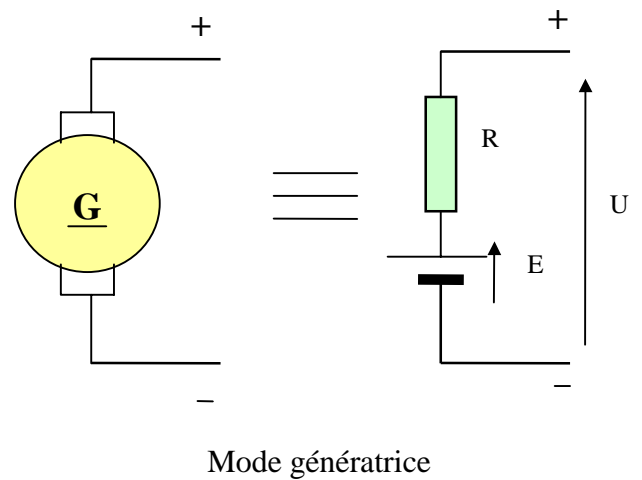 +
+
R
G
U
E
–
–
Mode génératrice